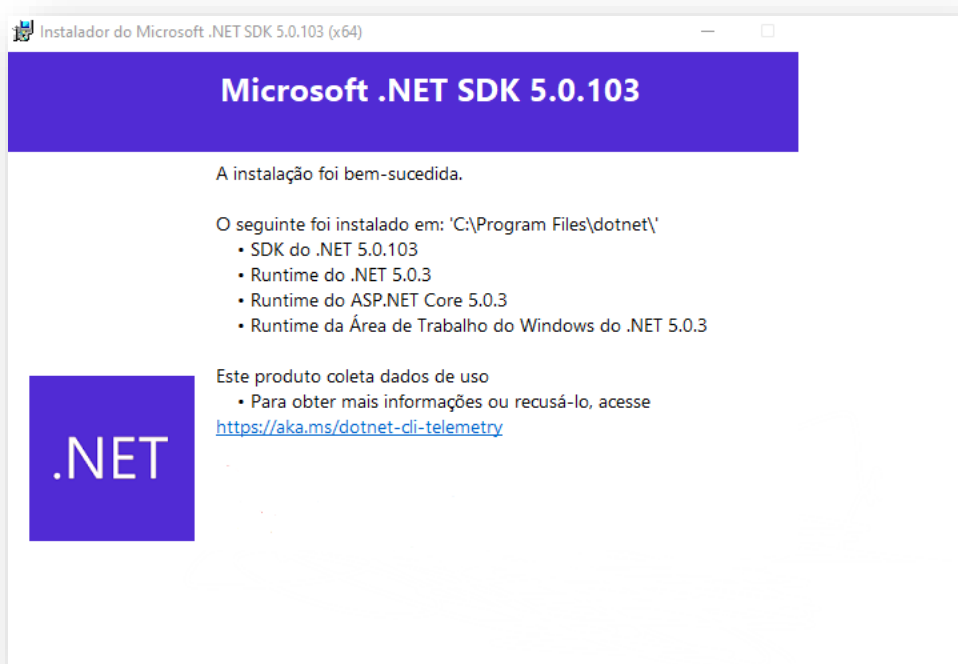 Instalador do Microsoft .NET SDK 5.0.103 (x64)
Microsoft .NET SDK 5.0.103
A instalação foi bem-sucedida.
O seguinte foi instalado em: 'C:\Program Files\dotnet\'
• SDK do .NET 5.0.103
• Runtime do .NET 5.0.3
• Runtime do ASP.NET Core 5.0.3
• Runtime da Área de Trabalho do Windows do .NET 5.0.3
Este produto coleta dados de uso
• Para obter mais informações ou recusá-lo, acesse
https://aka.ms/dotnet-cli-telemetry
.NET